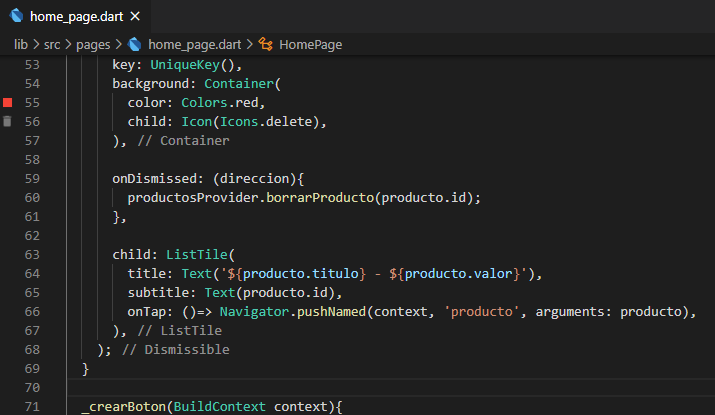 home_page.dart ×
lib > src > pages > home_page.dart > HomePage
53 key: UniqueKey(),
54 background: Container(
55 color: Colors.red,
56 child: Icon(Icons.delete),
57 ), // Container
58
59 onDismissed: (direccion){
60 productosProvider.borrarProducto(producto.id);
61 },
62
63 child: ListTile(
64 title: Text('${producto.titulo} - ${producto.valor}'),
65 subtitle: Text(producto.id),
66 onTap: ()=> Navigator.pushNamed(context, 'producto', arguments: producto),
67 ), // ListTile
68 ); // Dismissible
69 }
70
71 _crearBoton(BuildContext context){